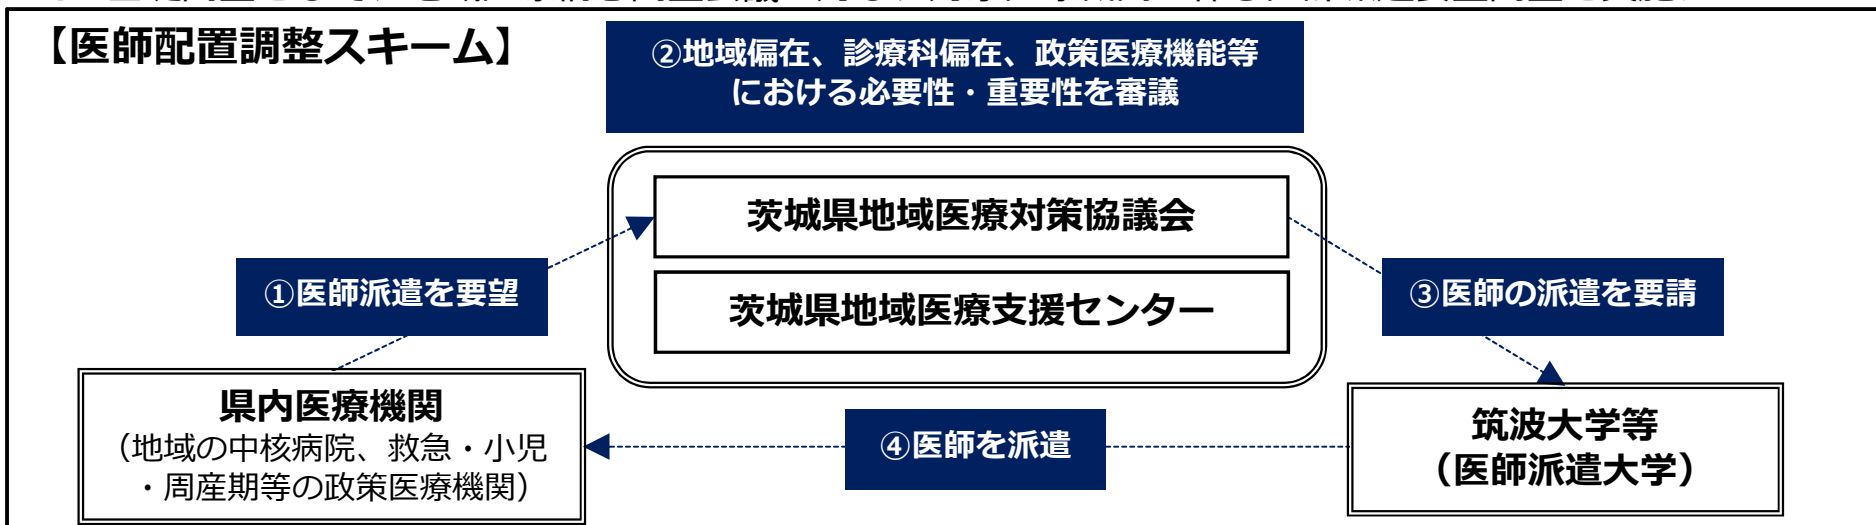 【医師配置調整スキーム】
②地域偏在、診療科偏在、政策医療機能等
における必要性・重要性を審議
茨城県地域医療対策協議会
①医師派遣を要望
③医師の派遣を要請
茨城県地域医療支援センター
県内医療機関
（地域の中核病院、救急・小児
・周産期等の政策医療機関）
④医師を派遣
筑波大学等
（医師派遣大学）